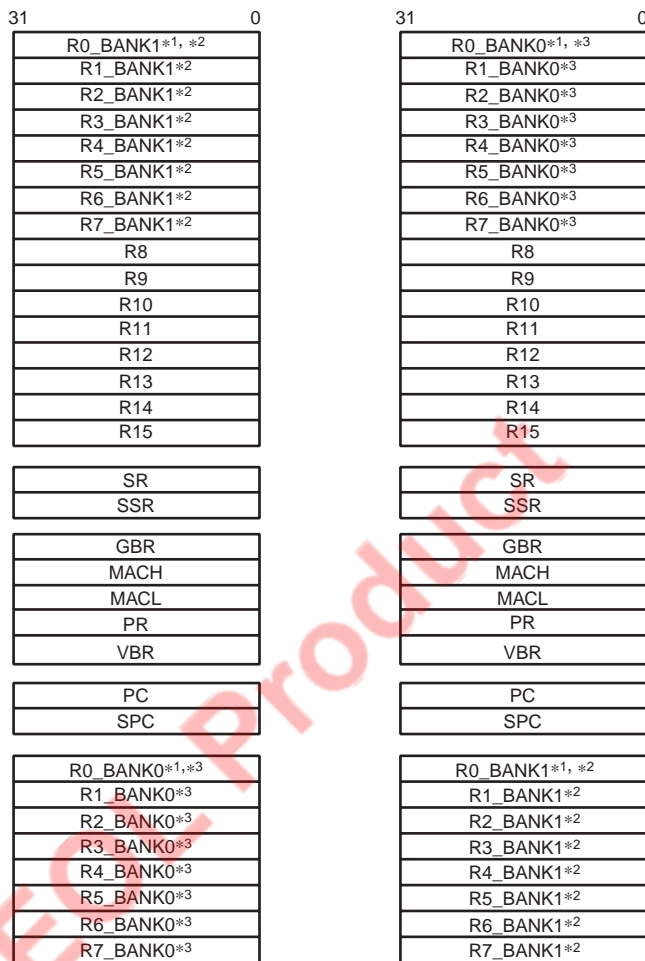 31 0
R0_BANK1*1, *2
R1_BANK1*2
R2_BANK1*2
R3_BANK1*2
R4_BANK1*2
R5_BANK1*2
R6_BANK1*2
R7_BANK1*2
R8
R9
R10
R11
R12
R13
R14
R15
SR
SSR
GBR
MACH
MACL
PR
VBR
PC
SPC
R0_BANK0*1,*3
R1_BANK0*3
R2_BANK0*3
R3_BANK0*3
R4_BANK0*3
R5_BANK0*3
R6_BANK0*3
R7_BANK0*3
31 0
R0_BANK0*1, *3
R1_BANK0*3
R2_BANK0*3
R3_BANK0*3
R4_BANK0*3
R5_BANK0*3
R6_BANK0*3
R7_BANK0*3
R8
R9
R10
R11
R12
R13
R14
R15
SR
SSR
GBR
MACH
MACL
PR
VBR
PC
SPC
R0_BANK1*1, *2
R1_BANK1*2
R2_BANK1*2
R3_BANK1*2
R4_BANK1*2
R5_BANK1*2
R6_BANK1*2
R7_BANK1*2
EOL Product